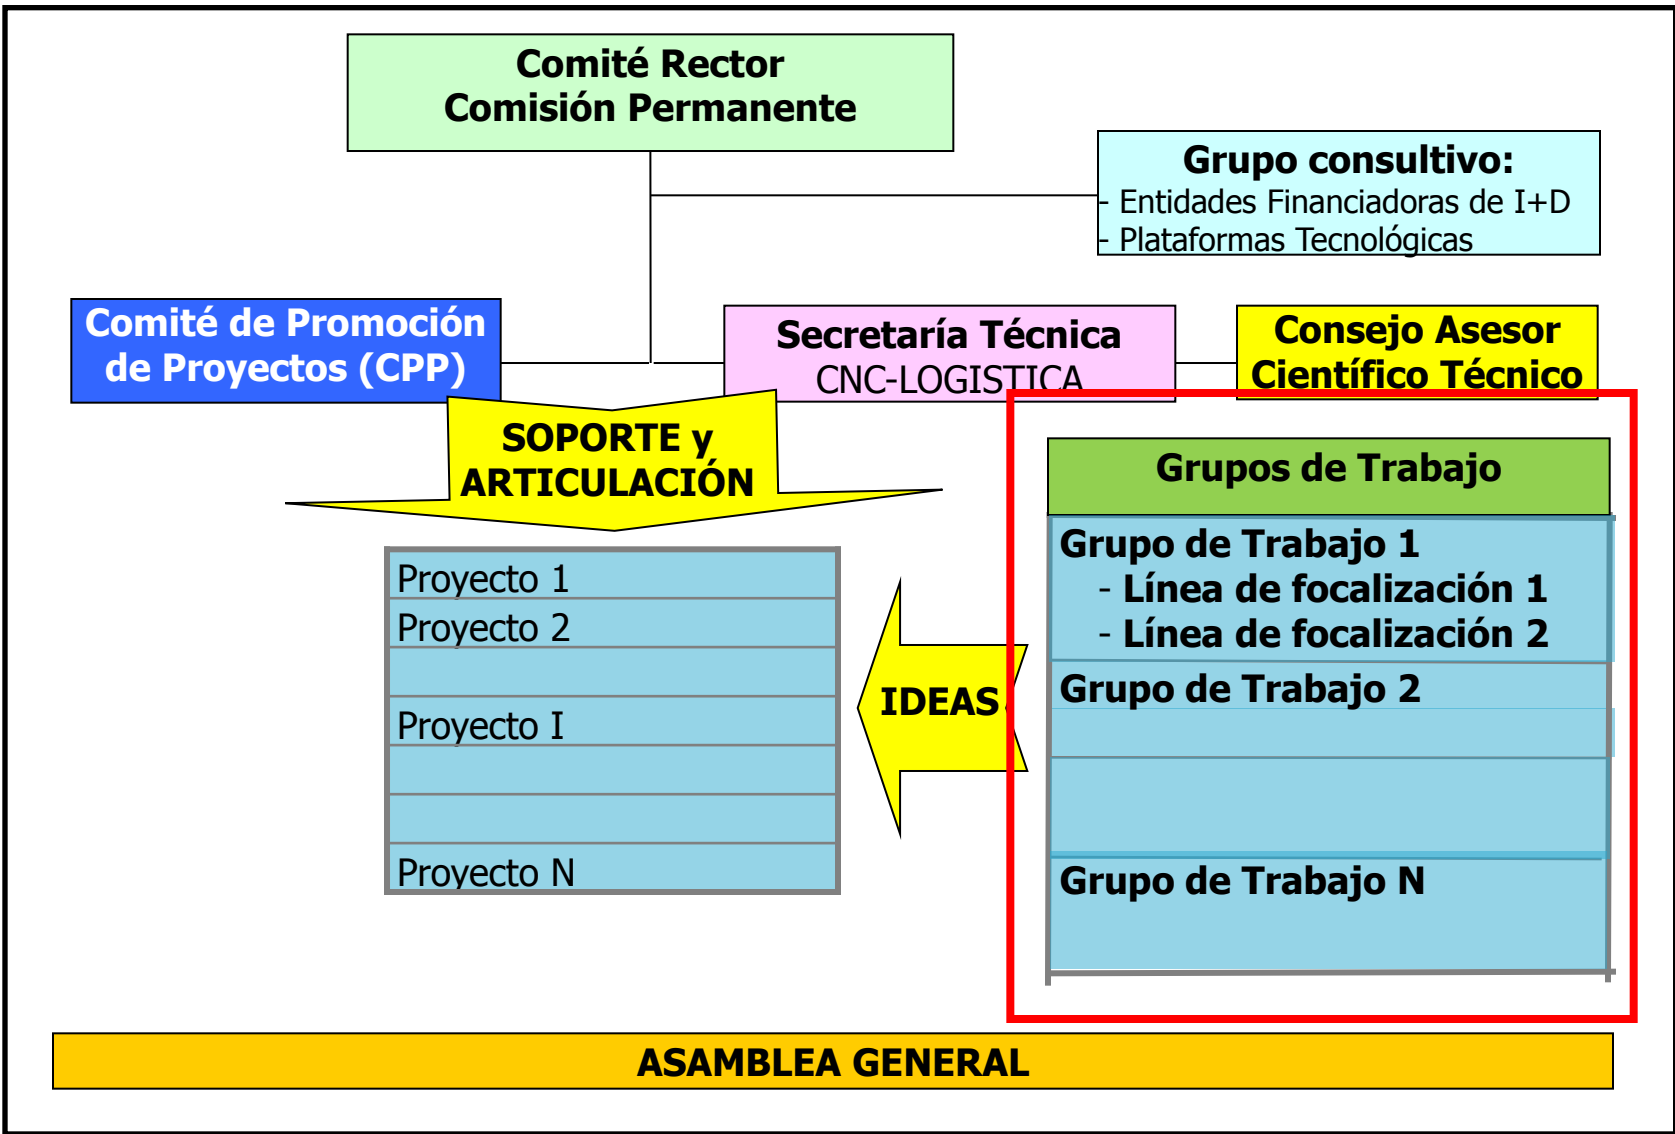 Comité Rector
Comisión Permanente
Grupo consultivo:
- Entidades Financiadoras de I+D
- Plataformas Tecnológicas
Comité de Promoción
de Proyectos (CPP)
Secretaría Técnica
CNC-LOGISTICA
Consejo Asesor
Científico Técnico
SOPORTE y
ARTICULACIÓN
Proyecto 1
Proyecto 2
Proyecto I
Proyecto N
IDEAS
Grupos de Trabajo
Grupo de Trabajo 1
- Línea de focalización 1
- Línea de focalización 2
Grupo de Trabajo 2
Grupo de Trabajo N
ASAMBLEA GENERAL